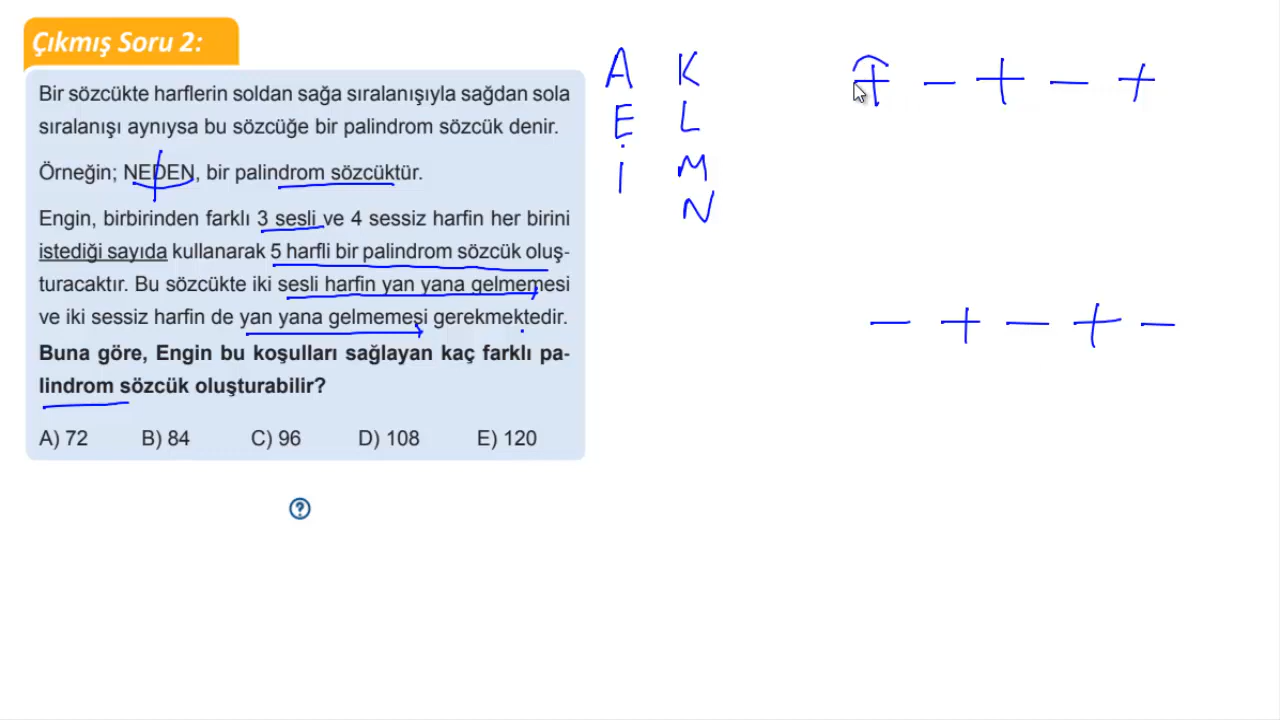 Çıkmış Soru 2:
Bir sözcükte harflerin soldan sağa sıralanışıyla sağdan sola
sıralanışı aynıysa bu sözcüğe bir palindrom sözcük denir.
Örneğin; NEDEN, bir palindrom sözcüktür.
Engin, birbirinden farklı 3 sesli ve 4 sessiz harfin her birini
istediği sayıda kullanarak 5 harfli bir palindrom sözcük oluş-
turacaktır. Bu sözcükte iki sesli harfin yan yana gelmemesi
ve iki sessiz harfin de yan yana gelmemesi gerekmektedir.
Buna göre, Engin bu koşulları sağlayan kaç farklı pa-
lindrom sözcük oluşturabilir?
A) 72 B) 84 C) 96 D) 108 E) 120
A K
E L
İ M
N
+ − + − +
− + − + −